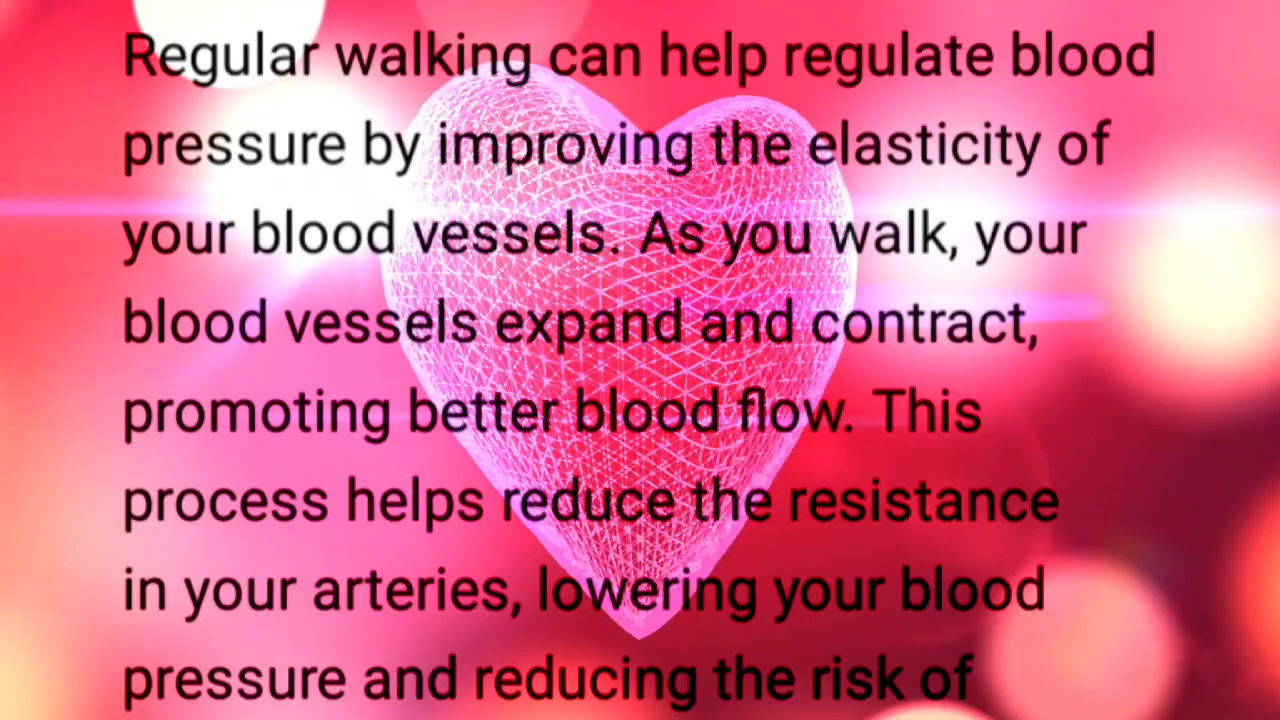 Regular walking can help regulate blood
pressure by improving the elasticity of
your blood vessels. As you walk, your
blood vessels expand and contract,
promoting better blood flow. This
process helps reduce the resistance
in your arteries, lowering your blood
pressure and reducing the risk of